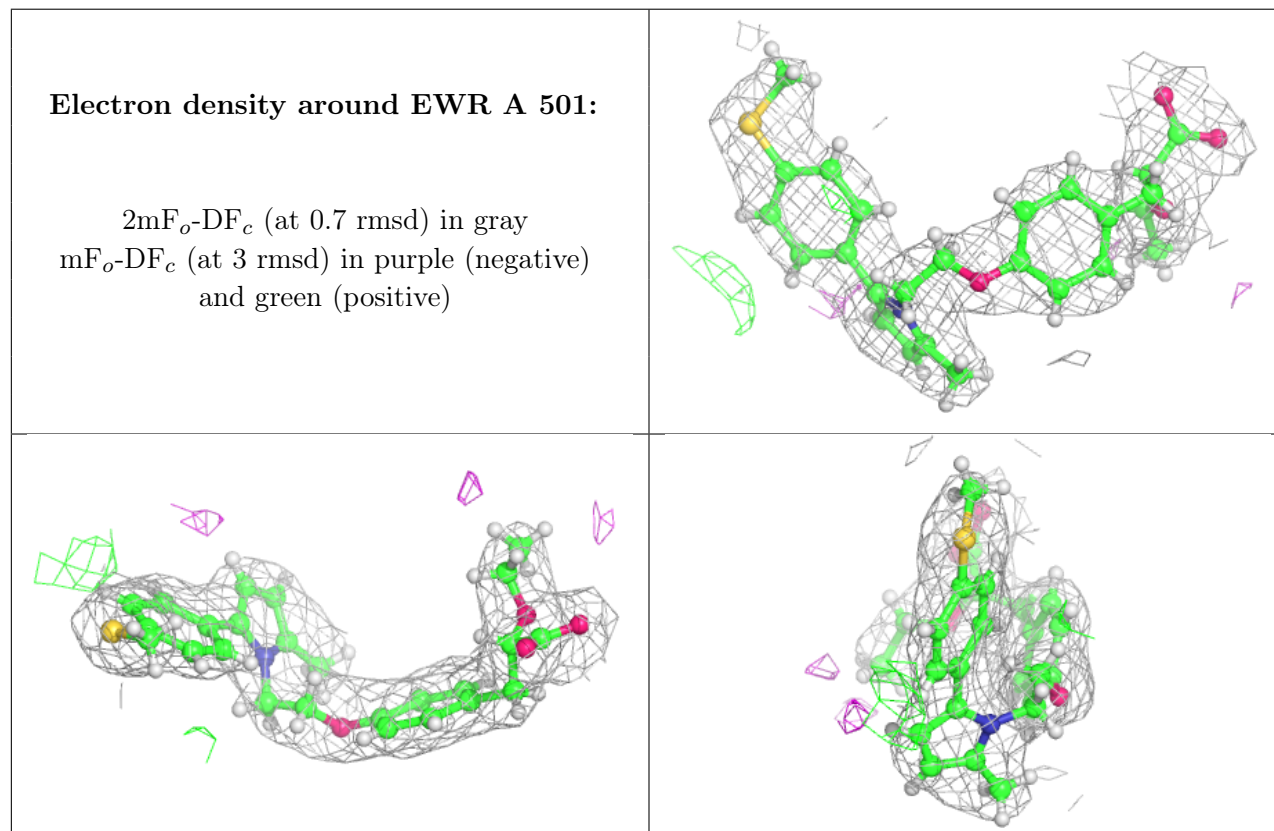 Electron density around EWR A 501:
2mFo-DFc (at 0.7 rmsd) in gray
mFo-DFc (at 3 rmsd) in purple (negative)
and green (positive)